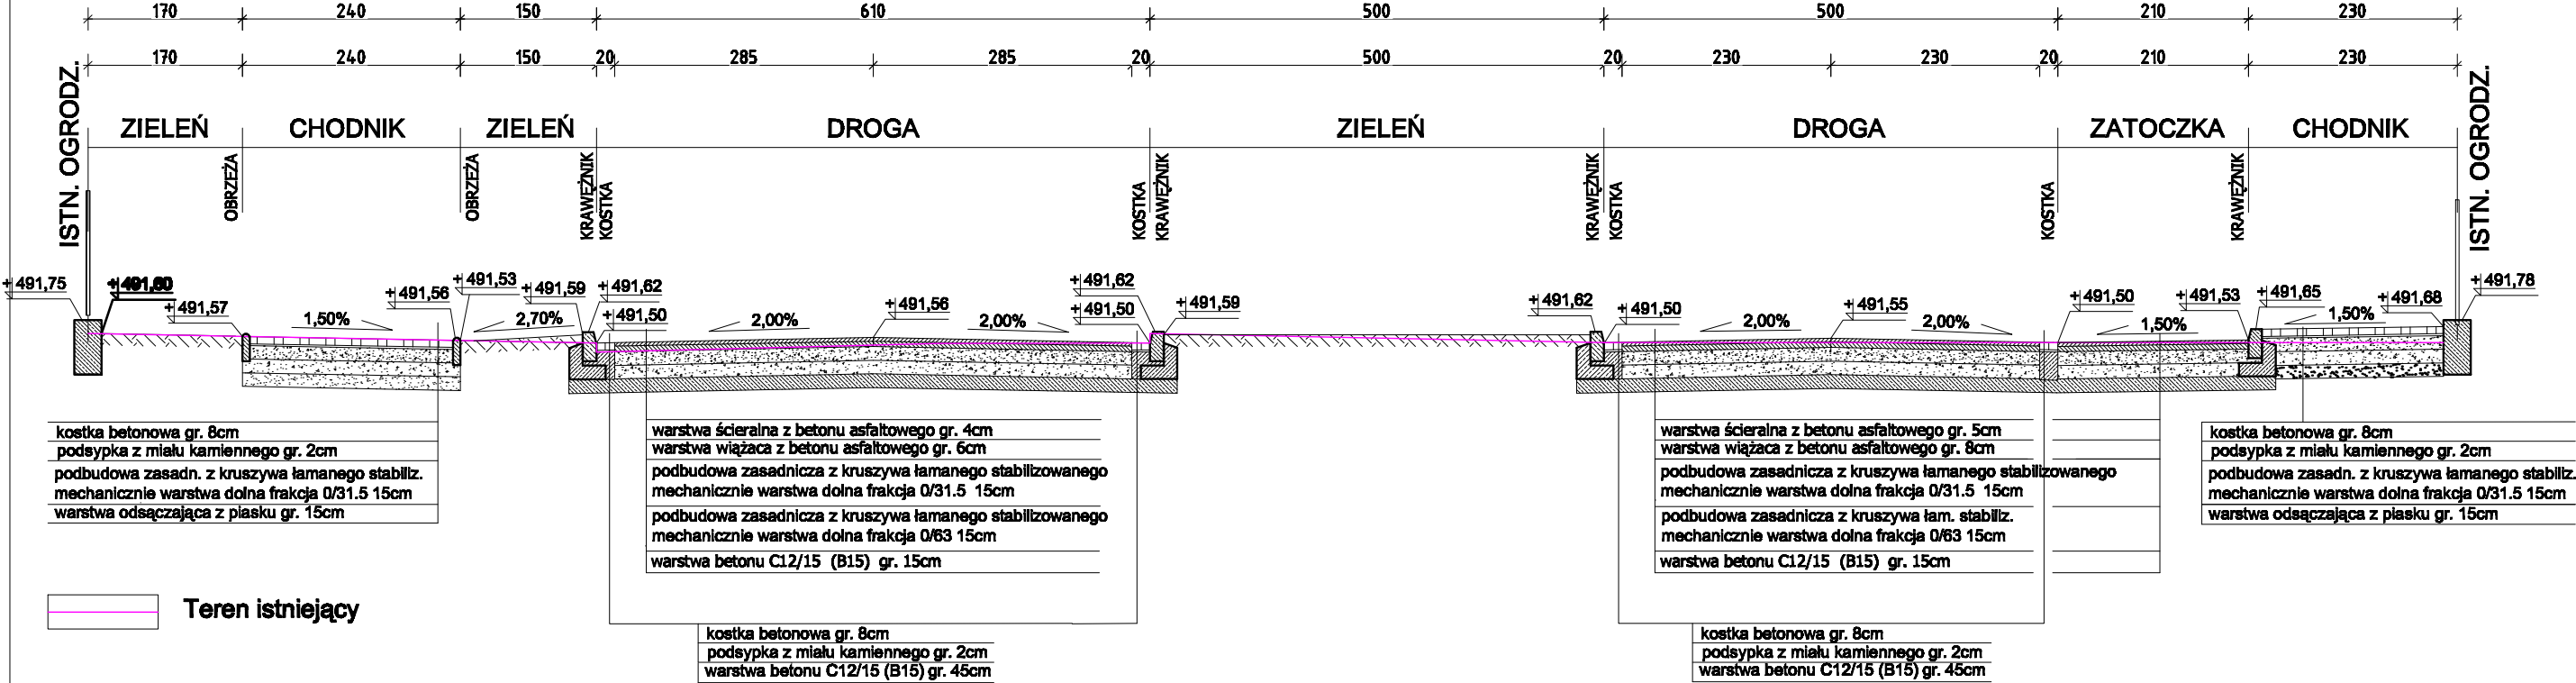 170 240 150 610 500 500 210 230
170 240 150 20 285 285 20 500 20 230 230 20 210 230
ISTN. OGRODZ.
ZIELEŃ CHODNIK ZIELEŃ DROGA ZIELEŃ DROGA ZATOCZKA CHODNIK
ISTN. OGRODZ.
OBRZEŻA
OBRZEŻA
KRAWĘŻNIK
KOSTKA
KOSTKA
KRAWĘŻNIK
KRAWĘŻNIK
KOSTKA
KOSTKA
KRAWĘŻNIK
+491,75
+491,57
1,50%
+491,56
+491,53
2,70%
+491,59
+491,62
+491,50
2,00%
+491,56
2,00%
+491,62
+491,50
+491,59
+491,62
+491,50
2,00%
+491,55
2,00%
+491,50
1,50%
+491,53
+491,65
1,50%
+491,68
+491,78
kostka betonowa gr. 8cm
podsypka z miału kamiennego gr. 2cm
podbudowa zasadn. z kruszywa łamanego stabiliz.
mechanicznie warstwa dolna frakcja 0/31.5 15cm
warstwa odsączająca z piasku gr. 15cm
warstwa ścieralna z betonu asfaltowego gr. 4cm
warstwa wiążaca z betonu asfaltowego gr. 6cm
podbudowa zasadnicza z kruszywa łamanego stabilizowanego
mechanicznie warstwa dolna frakcja 0/31.5 15cm
podbudowa zasadnicza z kruszywa łamanego stabilizowanego
mechanicznie warstwa dolna frakcja 0/63 15cm
warstwa betonu C12/15 (B15) gr. 15cm
warstwa ścieralna z betonu asfaltowego gr. 5cm
warstwa wiążaca z betonu asfaltowego gr. 8cm
podbudowa zasadnicza z kruszywa łamanego stabilizowanego
mechanicznie warstwa dolna frakcja 0/31.5 15cm
podbudowa zasadnicza z kruszywa łam. stabiliz.
mechanicznie warstwa dolna frakcja 0/63 15cm
warstwa betonu C12/15 (B15) gr. 15cm
kostka betonowa gr. 8cm
podsypka z miału kamiennego gr. 2cm
podbudowa zasadn. z kruszywa łamanego stabiliz.
mechanicznie warstwa dolna frakcja 0/31.5 15cm
warstwa odsączająca z piasku gr. 15cm
Teren istniejący
kostka betonowa gr. 8cm
podsypka z miału kamiennego gr. 2cm
warstwa betonu C12/15 (B15) gr. 45cm
kostka betonowa gr. 8cm
podsypka z miału kamiennego gr. 2cm
warstwa betonu C12/15 (B15) gr. 45cm